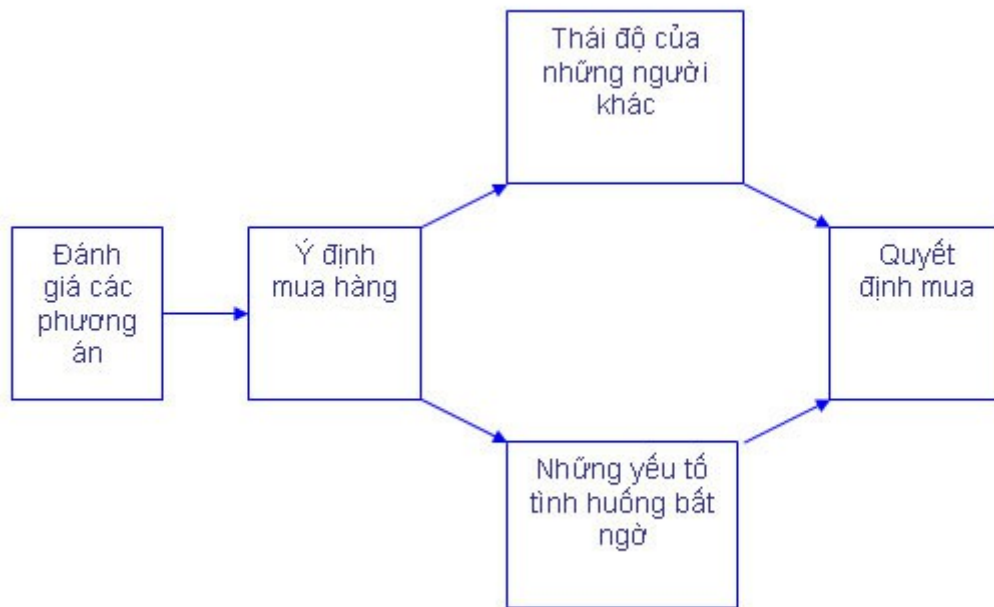 Thái độ của
những người
khác
Đánh
giá các
phương
án
Ý định
mua hàng
Quyết
định mua
Những yếu tố
tình huống bất
ngờ